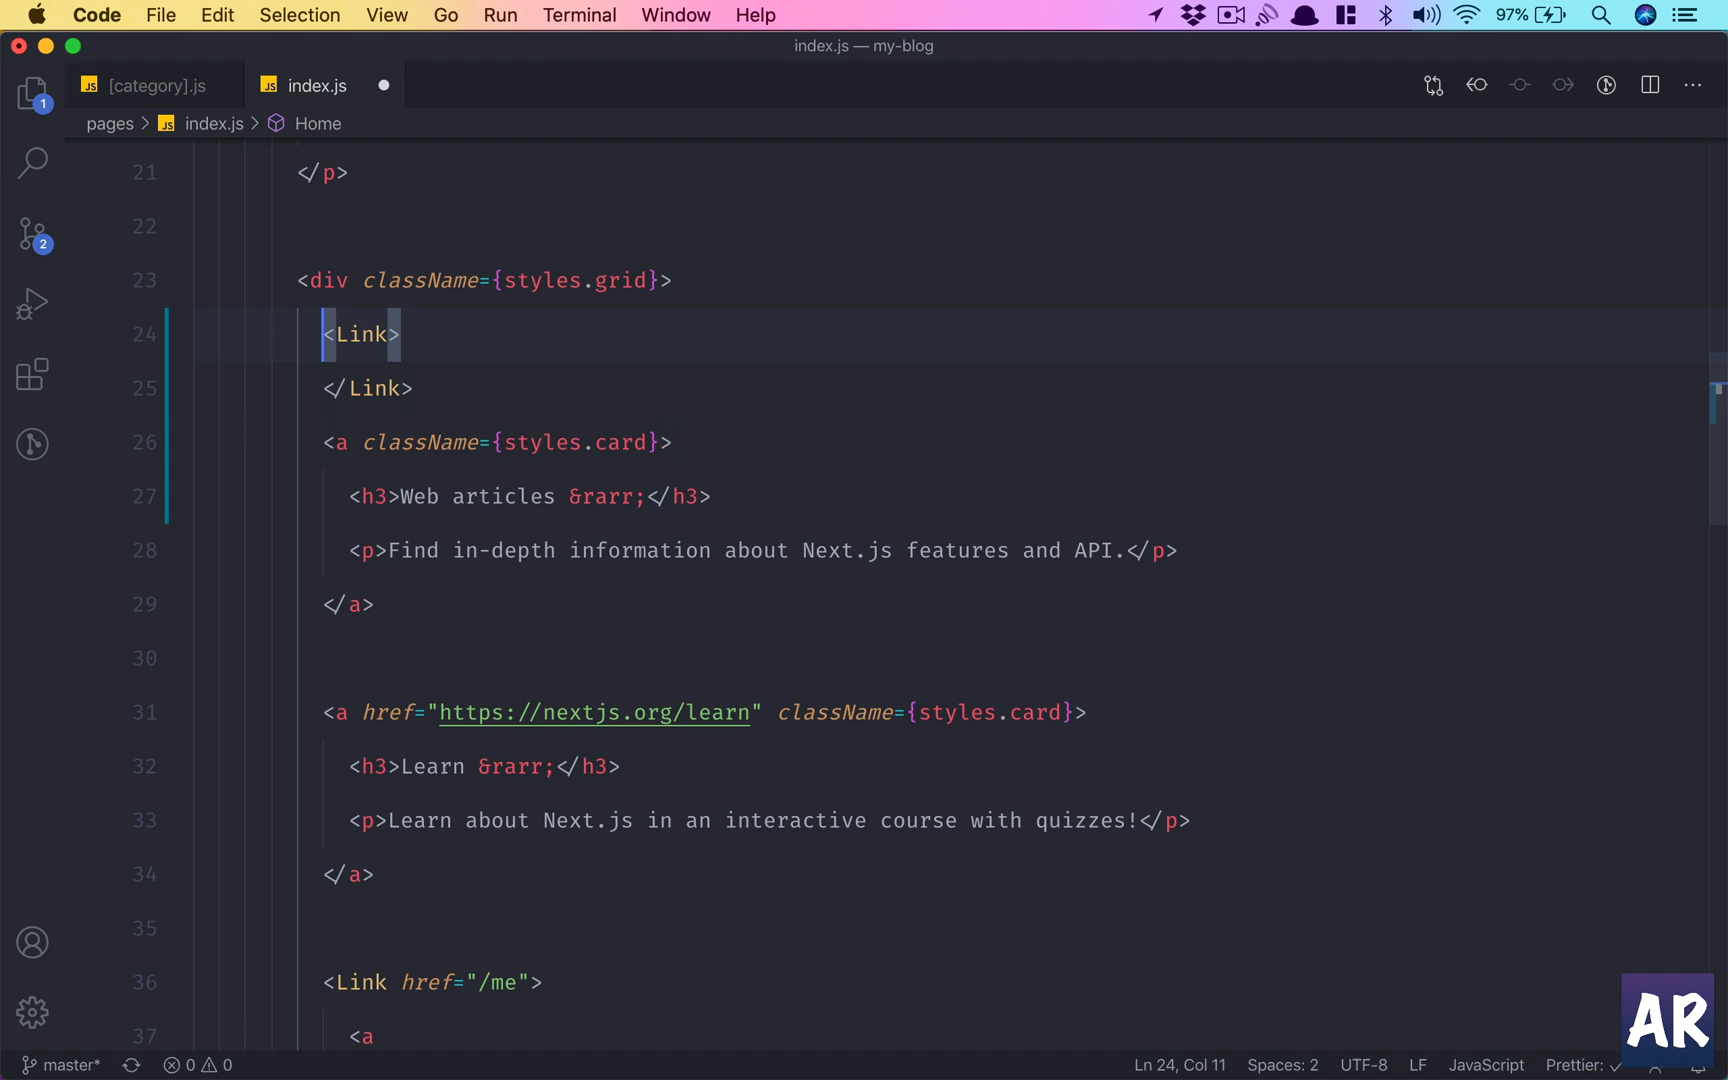 Code File Edit Selection View Go Run Terminal Window Help 97%
index.js — my-blog
JS [category].js JS index.js
1
pages > JS index.js > Home
21 </p>
22
2
23 <div className={styles.grid}>
24 <Link>
25 </Link>
26 <a className={styles.card}>
27 <h3>Web articles &rarr;</h3>
28 <p>Find in-depth information about Next.js features and API.</p>
29 </a>
30
31 <a href="https://nextjs.org/learn" className={styles.card}>
32 <h3>Learn &rarr;</h3>
33 <p>Learn about Next.js in an interactive course with quizzes!</p>
34 </a>
35
36 <Link href="/me">
37 <a
AR
master* 0 0 Ln 24, Col 11 Spaces: 2 UTF-8 LF JavaScript Prettier: ✓